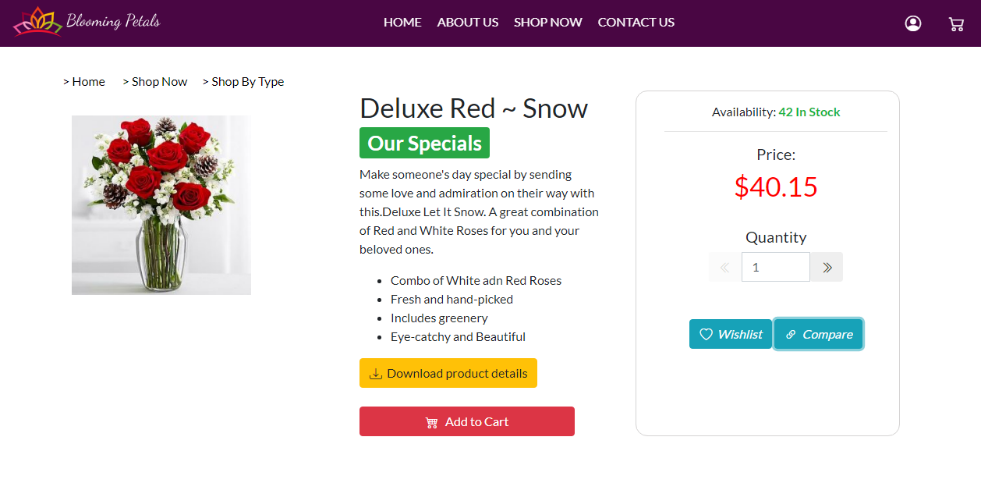 Blooming Petals
HOME ABOUT US SHOP NOW CONTACT US
> Home > Shop Now > Shop By Type
Deluxe Red ~ Snow
Our Specials
Make someone's day special by sending
some love and admiration on their way with
this.Deluxe Let It Snow. A great combination
of Red and White Roses for you and your
beloved ones.
• Combo of White adn Red Roses
• Fresh and hand-picked
• Includes greenery
• Eye-catchy and Beautiful
Download product details
Add to Cart
Availability: 42 In Stock
Price:
$40.15
Quantity
1
Wishlist Compare